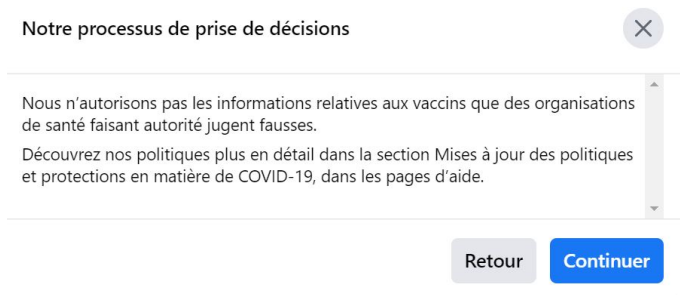 Notre processus de prise de décisions
Nous n’autorisons pas les informations relatives aux vaccins que des organisations
de santé faisant autorité jugent fausses.
Découvrez nos politiques plus en détail dans la section Mises à jour des politiques
et protections en matière de COVID-19, dans les pages d’aide.
Retour
Continuer